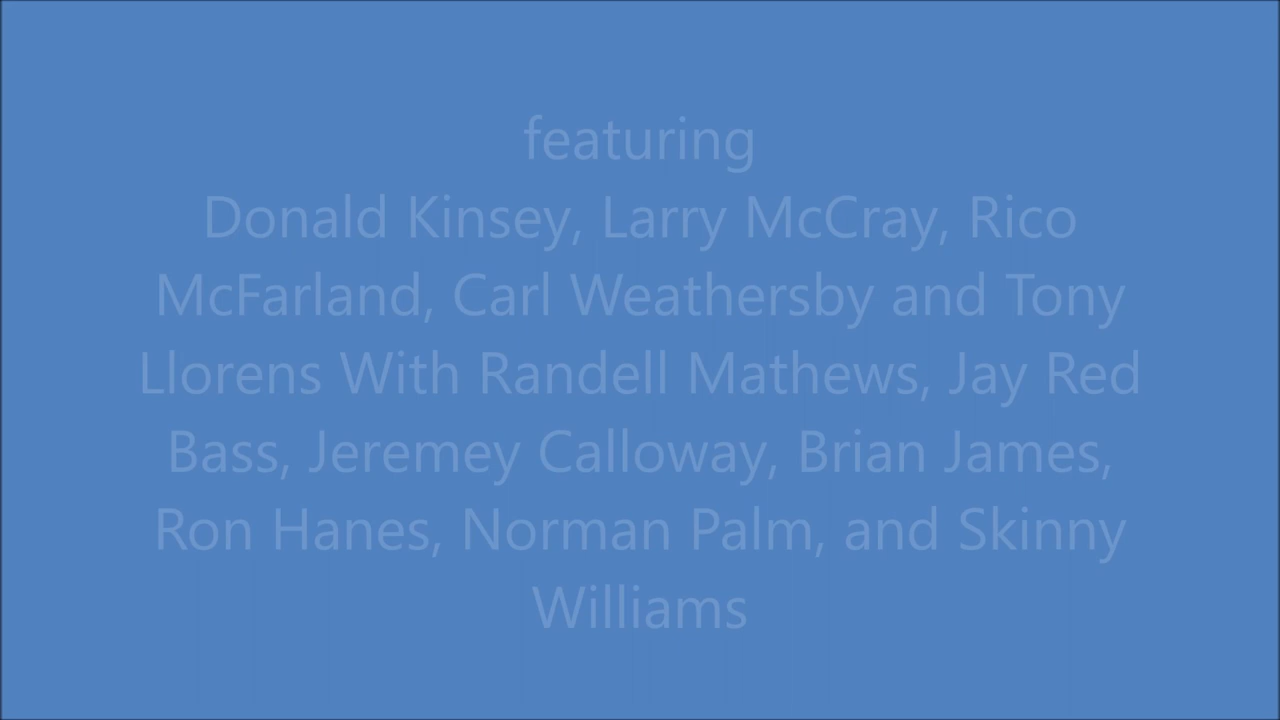 featuring
Donald Kinsey, Larry McCray, Rico
McFarland, Carl Weathersby and Tony
Llorens With Randell Mathews, Jay Red
Bass, Jeremey Calloway, Brian James,
Ron Hanes, Norman Palm, and Skinny
Williams